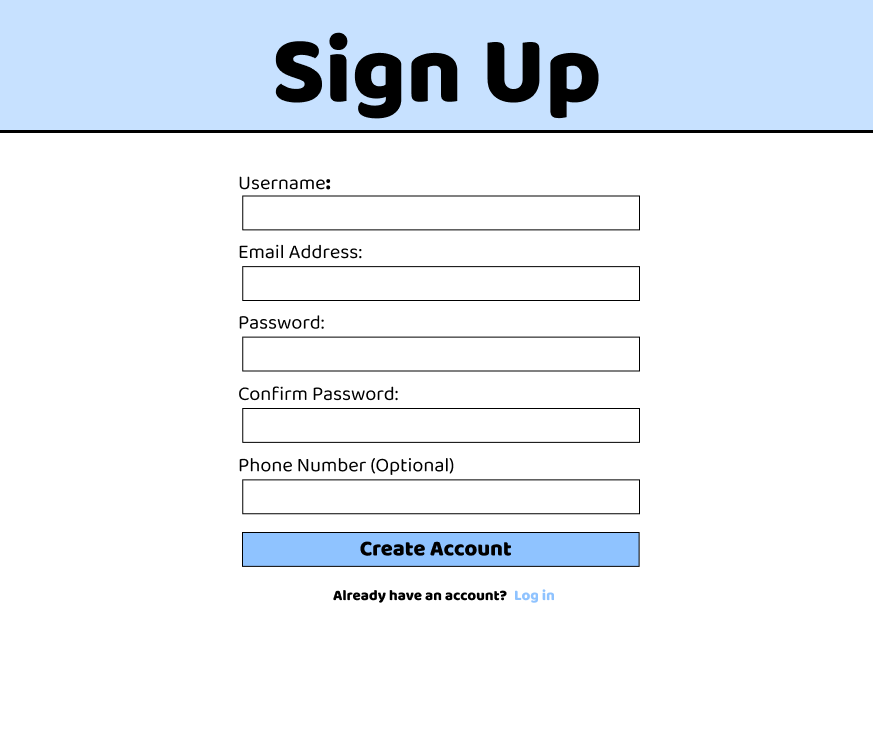 Sign Up
Username:
Email Address:
Password:
Confirm Password:
Phone Number (Optional)
Create Account
Already have an account? Log in